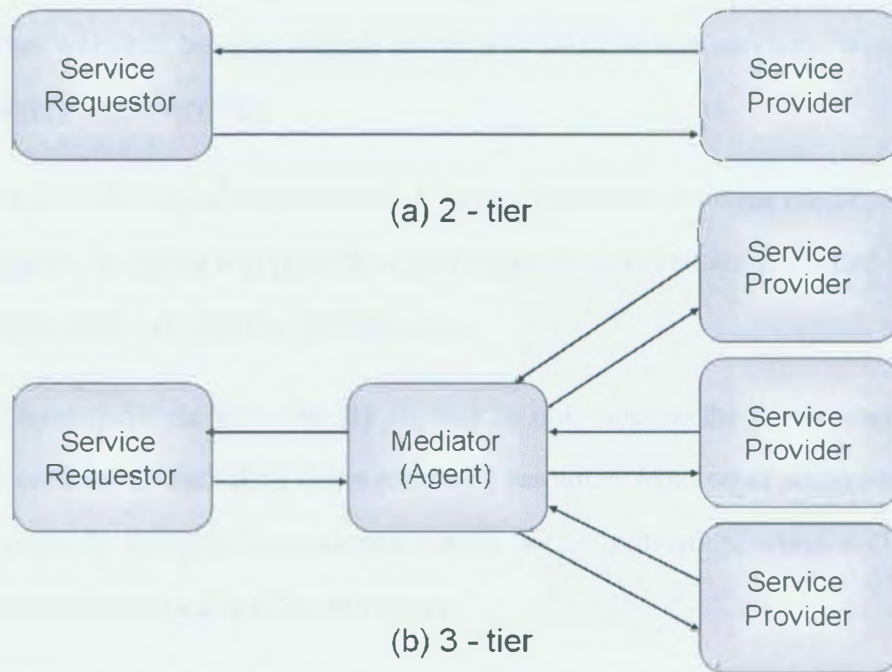 Service
Requestor
Service
Provider
(a) 2 - tier
Service
Provider
Service
Requestor
Mediator
(Agent)
Service
Provider
Service
Provider
(b) 3 - tier